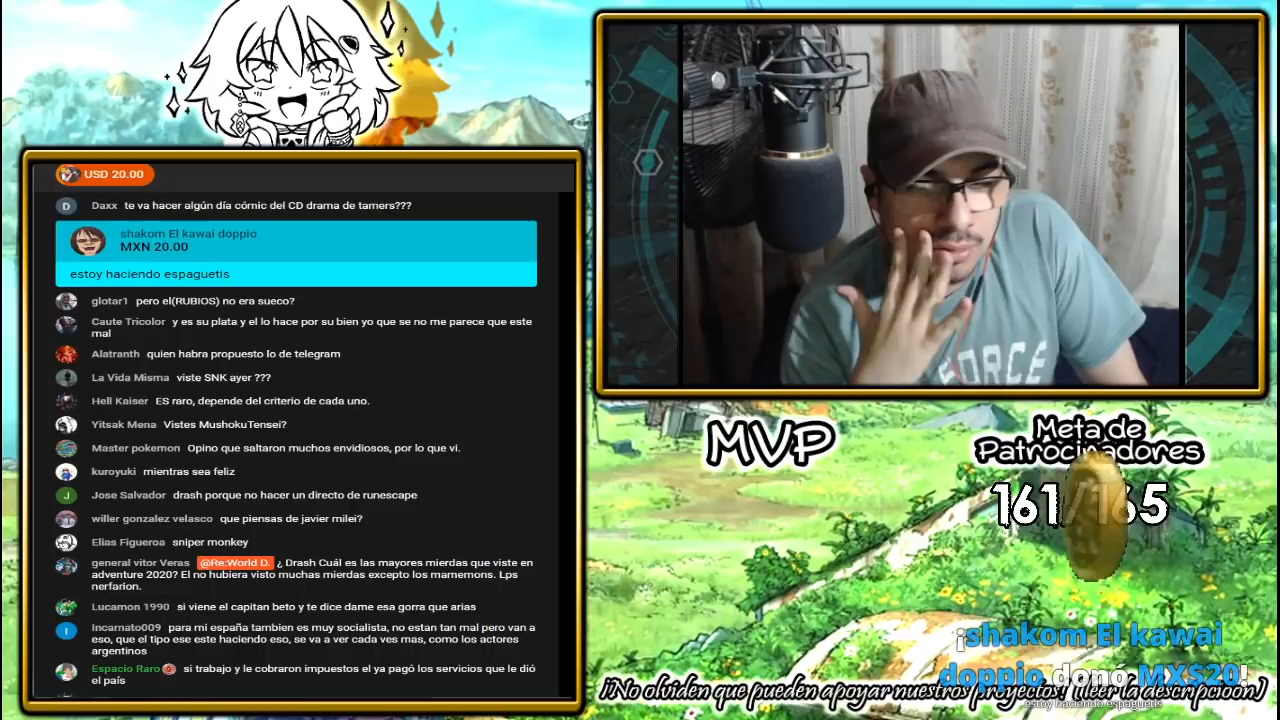 USD 20.00
Daxx te va hacer algún día cómic del CD drama de tamers???
shakom El kawai doppio
MXN 20.00
estoy haciendo espaguetis
glotar1 pero el(RUBIOS) no era sueco?
Caute Tricolor y es su plata y el lo hace por su bien yo que se no me parece que este
mal
Alatranth quien habra propuesto lo de telegram
La Vida Misma viste SNK ayer ???
Hell Kaiser ES raro, depende del criterio de cada uno.
Yitsak Mena Vistes MushokuTensei?
Master pokemon Opino que saltaron muchos envidiosos, por lo que vi.
kuroyuki mientras sea feliz
J Jose Salvador drash porque no hacer un directo de runescape
willer gonzalez velasco que piensas de javier milei?
Elias Figueroa sniper monkey
general vitor Veras @Re:World D. ¿ Drash Cuál es las mayores mierdas que viste en
adventure 2020? El no hubiera visto muchas mierdas excepto los mamemons. Lps
nerfarion.
Lucamon 1990 si viene el capitan beto y te dice dame esa gorra que arias
I Incarnato009 para mi españa tambien es muy socialista, no estan tan mal pero van a
eso, que el tipo ese este haciendo eso, se va a ver cada ves mas, como los actores
argentinos
Espacio Raro si trabajo y le cobraron impuestos el ya pagó los servicios que le dió
el país
FORCE
MVP
Meta de
Patrocinadores
161/165
¡shakom El kawai
doppio donó MX$20!
estoy haciendo espaguetis
¡No olviden que pueden apoyar nuestros proyectos! (leer la descripcioón)